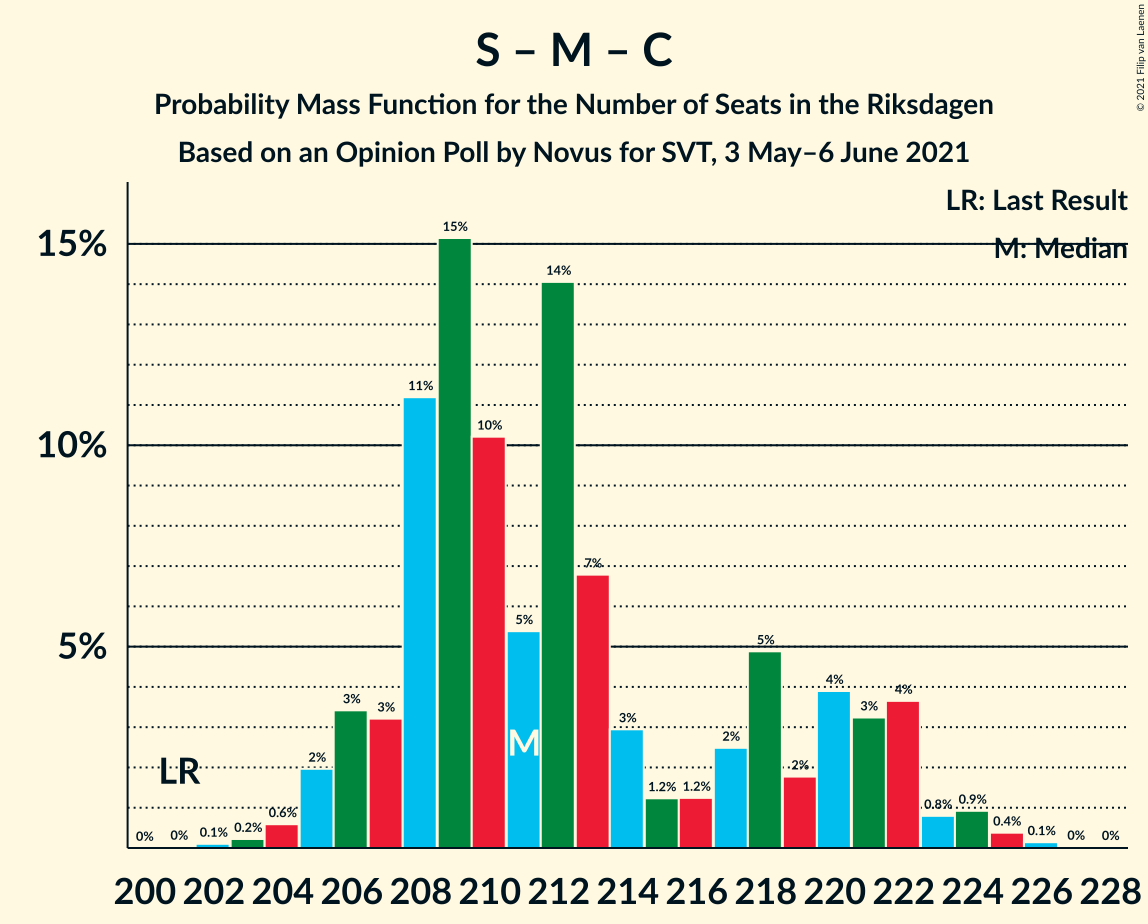 S – M – C
Probability Mass Function for the Number of Seats in the Riksdagen
Based on an Opinion Poll by Novus for SVT, 3 May–6 June 2021
© 2021 Filip van Laenen
LR: Last Result
M: Median
15%
10%
5%
0% 0% 0.1% 0.2% 0.6% 2% 3% 3% 11% 15% 10% 5% 14% 7% 3% 1.2% 1.2% 2% 5% 2% 4% 3% 4% 0.8% 0.9% 0.4% 0.1% 0% 0%
LR
M
200 202 204 206 208 210 212 214 216 218 220 222 224 226 228